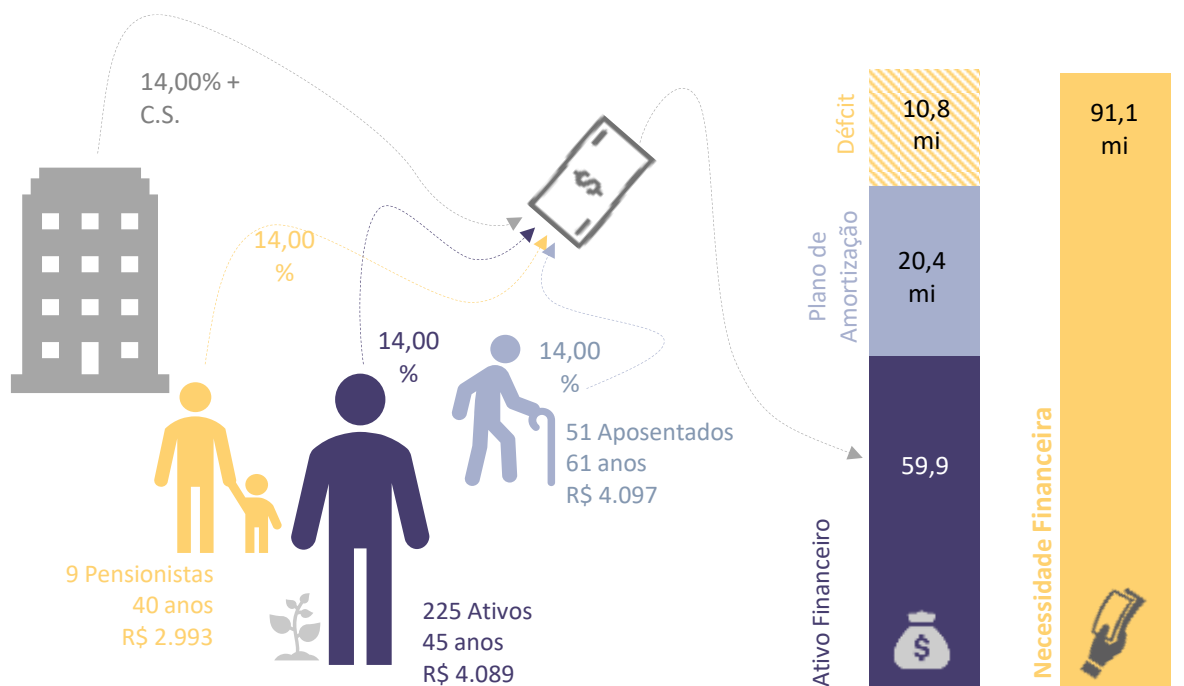 14,00% +
C.S.
14,00
%
14,00
%
14,00
%
9 Pensionistas
40 anos
R$ 2.993
225 Ativos
45 anos
R$ 4.089
51 Aposentados
61 anos
R$ 4.097
$
Défcit
10,8
mi
Plano de
Amortização
20,4
mi
Ativo Financeiro
59,9
$
Necessidade Financeira
91,1
mi